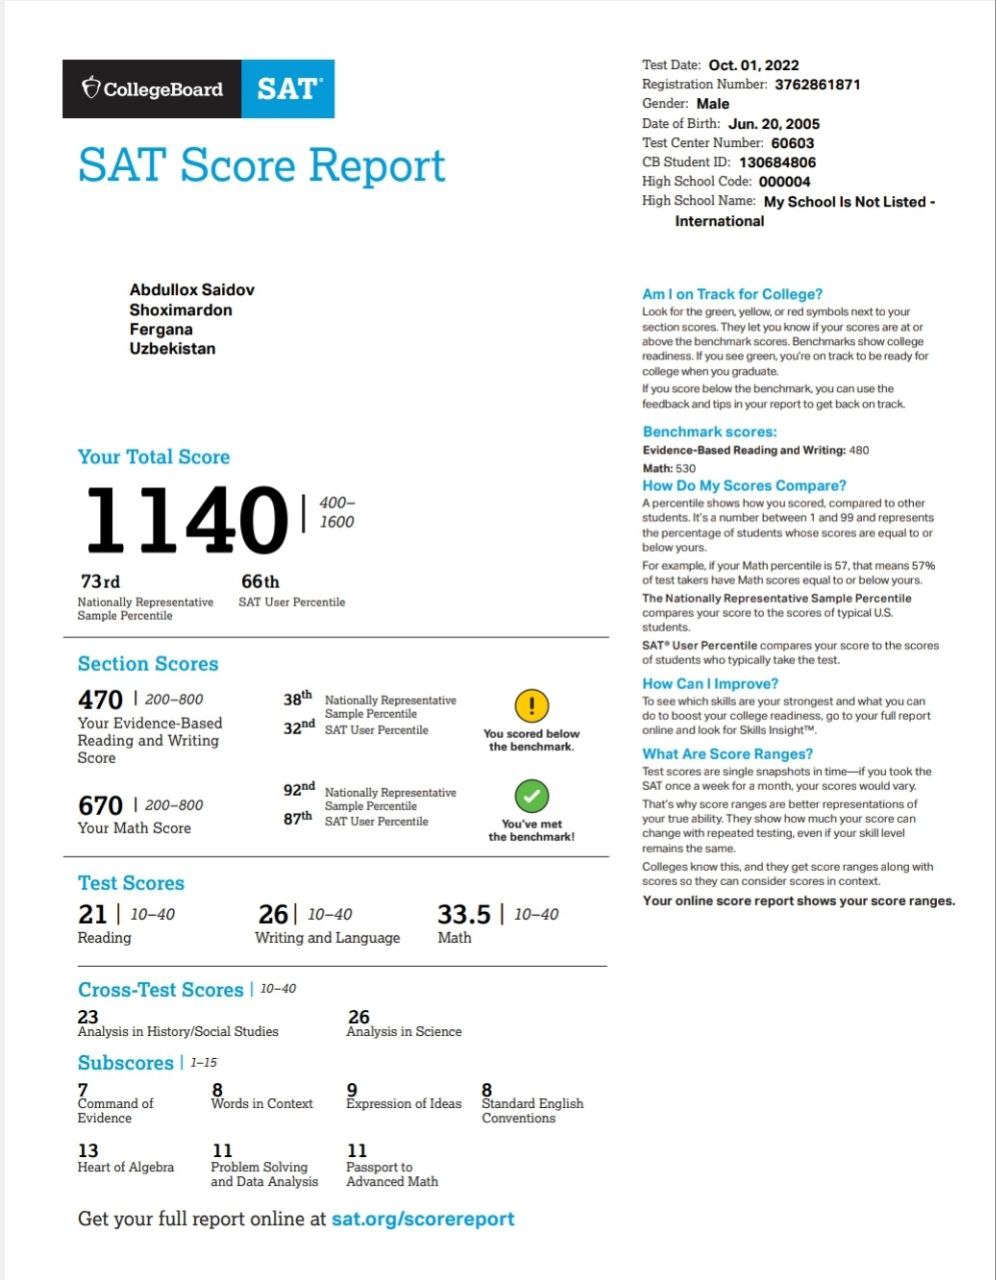 CollegeBoard SAT®
SAT Score Report
Test Date: Oct. 01, 2022
Registration Number: 3762861871
Gender: Male
Date of Birth: Jun. 20, 2005
Test Center Number: 60603
CB Student ID: 130684806
High School Code: 000004
High School Name: My School Is Not Listed -
International
Abdullox Saidov
Shoximardon
Fergana
Uzbekistan
Your Total Score
1140 | 400–
1600
73rd
Nationally Representative
Sample Percentile
66th
SAT User Percentile
Section Scores
470 | 200–800
Your Evidence-Based
Reading and Writing
Score
38th Nationally Representative
Sample Percentile
32nd SAT User Percentile
!
You scored below
the benchmark.
670 | 200–800
Your Math Score
92nd Nationally Representative
Sample Percentile
87th SAT User Percentile
You've met
the benchmark!
Test Scores
21 | 10–40
Reading
26 | 10–40
Writing and Language
33.5 | 10–40
Math
Cross-Test Scores | 10–40
23
Analysis in History/Social Studies
26
Analysis in Science
Subscores | 1–15
7
Command of
Evidence
8
Words in Context
9
Expression of Ideas
8
Standard English
Conventions
13
Heart of Algebra
11
Problem Solving
and Data Analysis
11
Passport to
Advanced Math
Get your full report online at sat.org/scorereport
Am I on Track for College?
Look for the green, yellow, or red symbols next to your
section scores. They let you know if your scores are at or
above the benchmark scores. Benchmarks show college
readiness. If you see green, you're on track to be ready for
college when you graduate.
If you score below the benchmark, you can use the
feedback and tips in your report to get back on track.
Benchmark scores:
Evidence-Based Reading and Writing: 480
Math: 530
How Do My Scores Compare?
A percentile shows how you scored, compared to other
students. It's a number between 1 and 99 and represents
the percentage of students whose scores are equal to or
below yours.
For example, if your Math percentile is 57, that means 57%
of test takers have Math scores equal to or below yours.
The Nationally Representative Sample Percentile
compares your score to the scores of typical U.S.
students.
SAT® User Percentile compares your score to the scores
of students who typically take the test.
How Can I Improve?
To see which skills are your strongest and what you can
do to boost your college readiness, go to your full report
online and look for Skills Insight™.
What Are Score Ranges?
Test scores are single snapshots in time—if you took the
SAT once a week for a month, your scores would vary.
That's why score ranges are better representations of
your true ability. They show how much your score can
change with repeated testing, even if your skill level
remains the same.
Colleges know this, and they get score ranges along with
scores so they can consider scores in context.
Your online score report shows your score ranges.